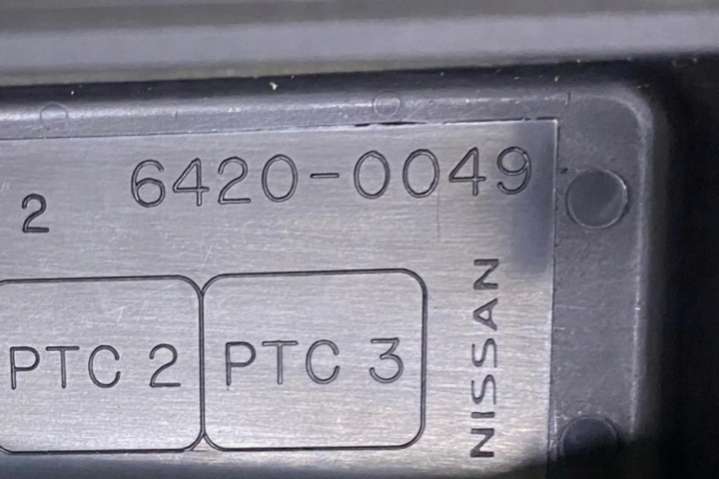 6420-0049
2
PTC 2
PTC 3
NISSAN